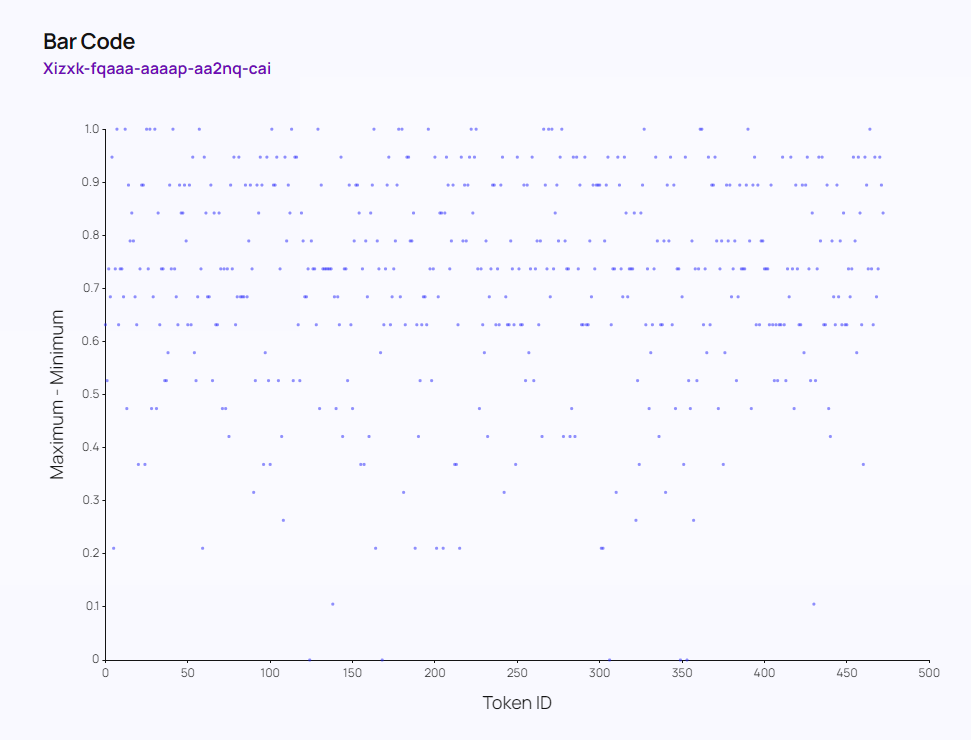 Bar Code
Xizxk-fqaaa-aaaap-aa2nq-cai
1.0
0.9
0.8
0.7
0.6
0.5
0.4
0.3
0.2
0.1
0
Maximum - Minimum
0 50 100 150 200 250 300 350 400 450 500
Token ID